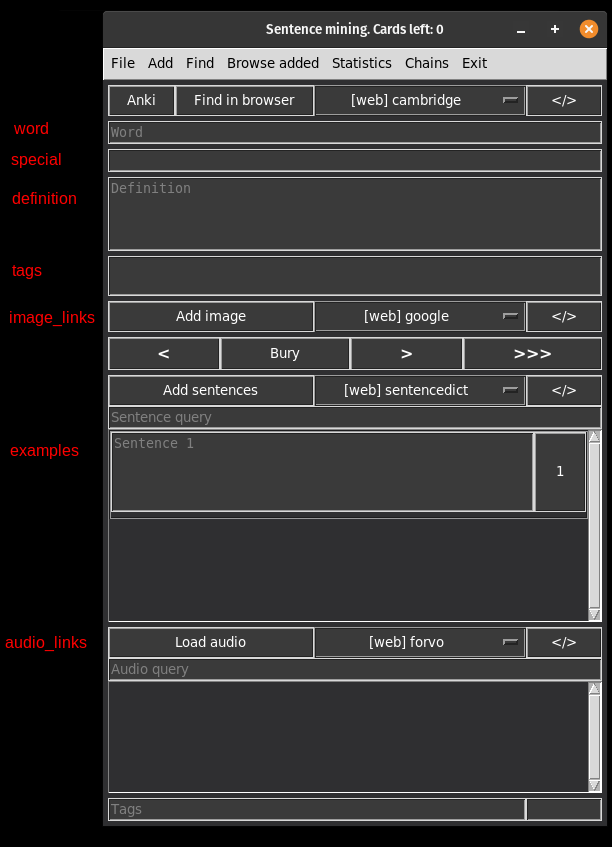 Sentence mining. Cards left: 0
File Add Find Browse added Statistics Chains Exit
Anki Find in browser [web] cambridge </>
word Word
special
definition Definition
tags
image_links Add image [web] google </>
< Bury > >>>
Add sentences [web] sentencedict </>
Sentence query
examples Sentence 1 1
audio_links Load audio [web] forvo </>
Audio query
Tags